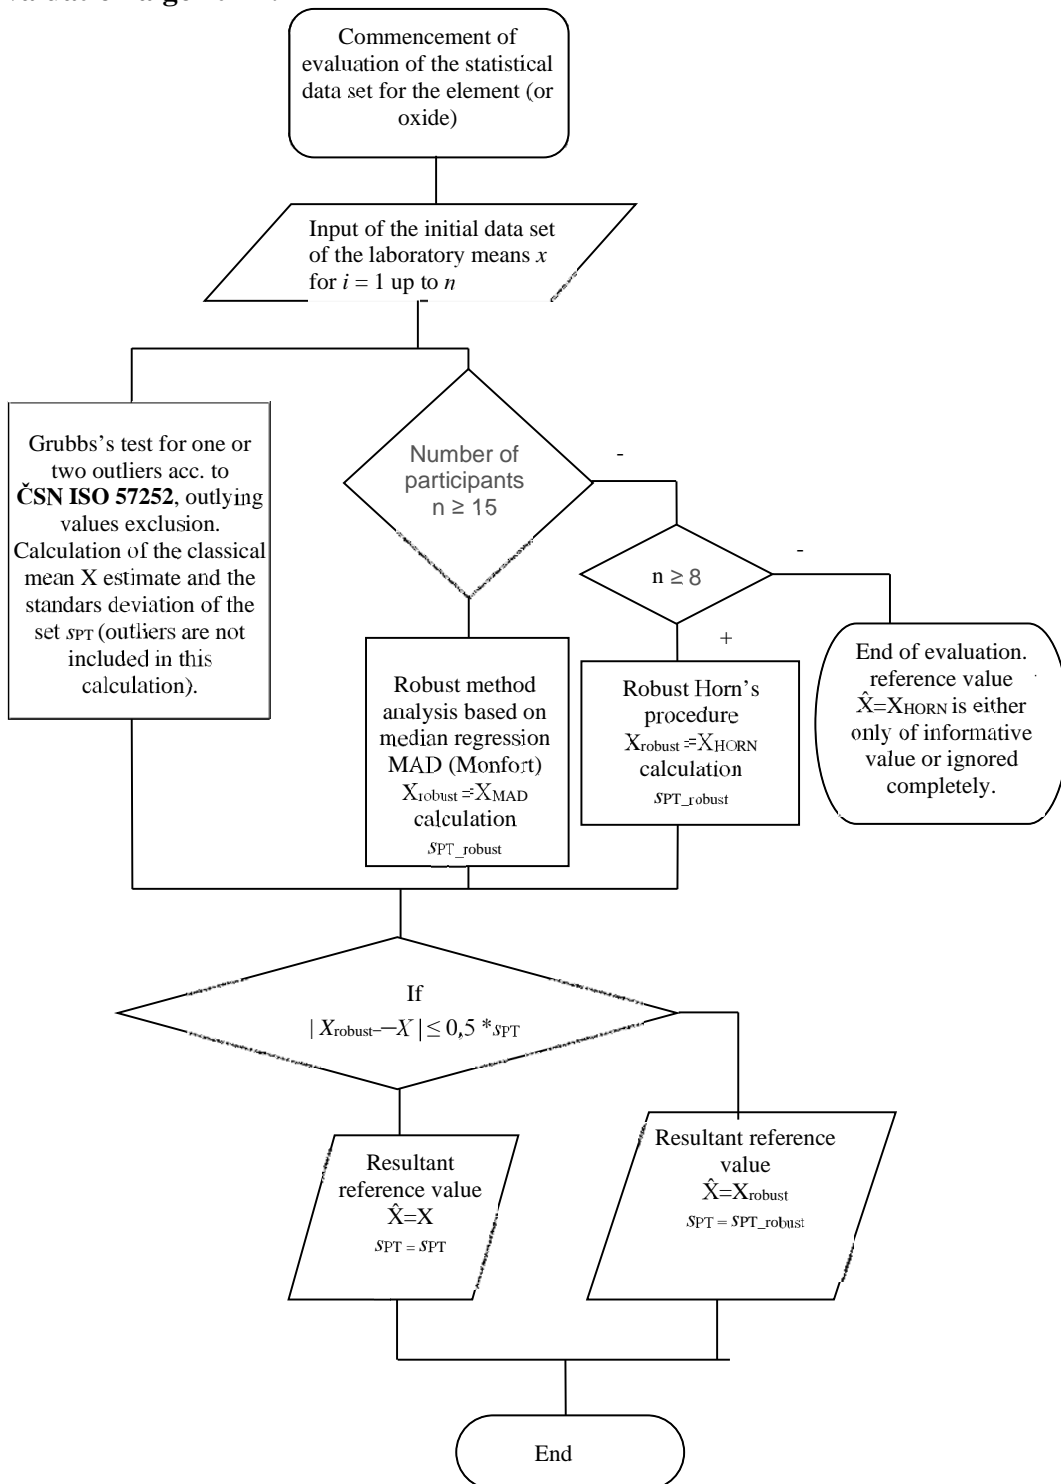 Commencement of
evaluation of the statistical
data set for the element (or
oxide)
Input of the initial data set
of the laboratory means x
for i = 1 up to n
Grubbs's test for one or
two outliers acc. to
ČSN ISO 57252, outlying
values exclusion.
Calculation of the classical
mean X estimate and the
standars deviation of the
set sPT (outliers are not
included in this
calculation).
Number of
participants
n ≥ 15
-
n ≥ 8
-
+
Robust method
analysis based on
median regression
MAD (Monfort)
Xrobust =XMAD
calculation
sPT_robust
Robust Horn's
procedure
Xrobust =XHORN
calculation
sPT_robust
End of evaluation.
reference value
X̂=XHORN is either
only of informative
value or ignored
completely.
If
| Xrobust-—X | ≤ 0,5 *sPT
Resultant
reference value
X̂=X
sPT = sPT
Resultant reference
value
X̂=Xrobust
sPT = sPT_robust
End